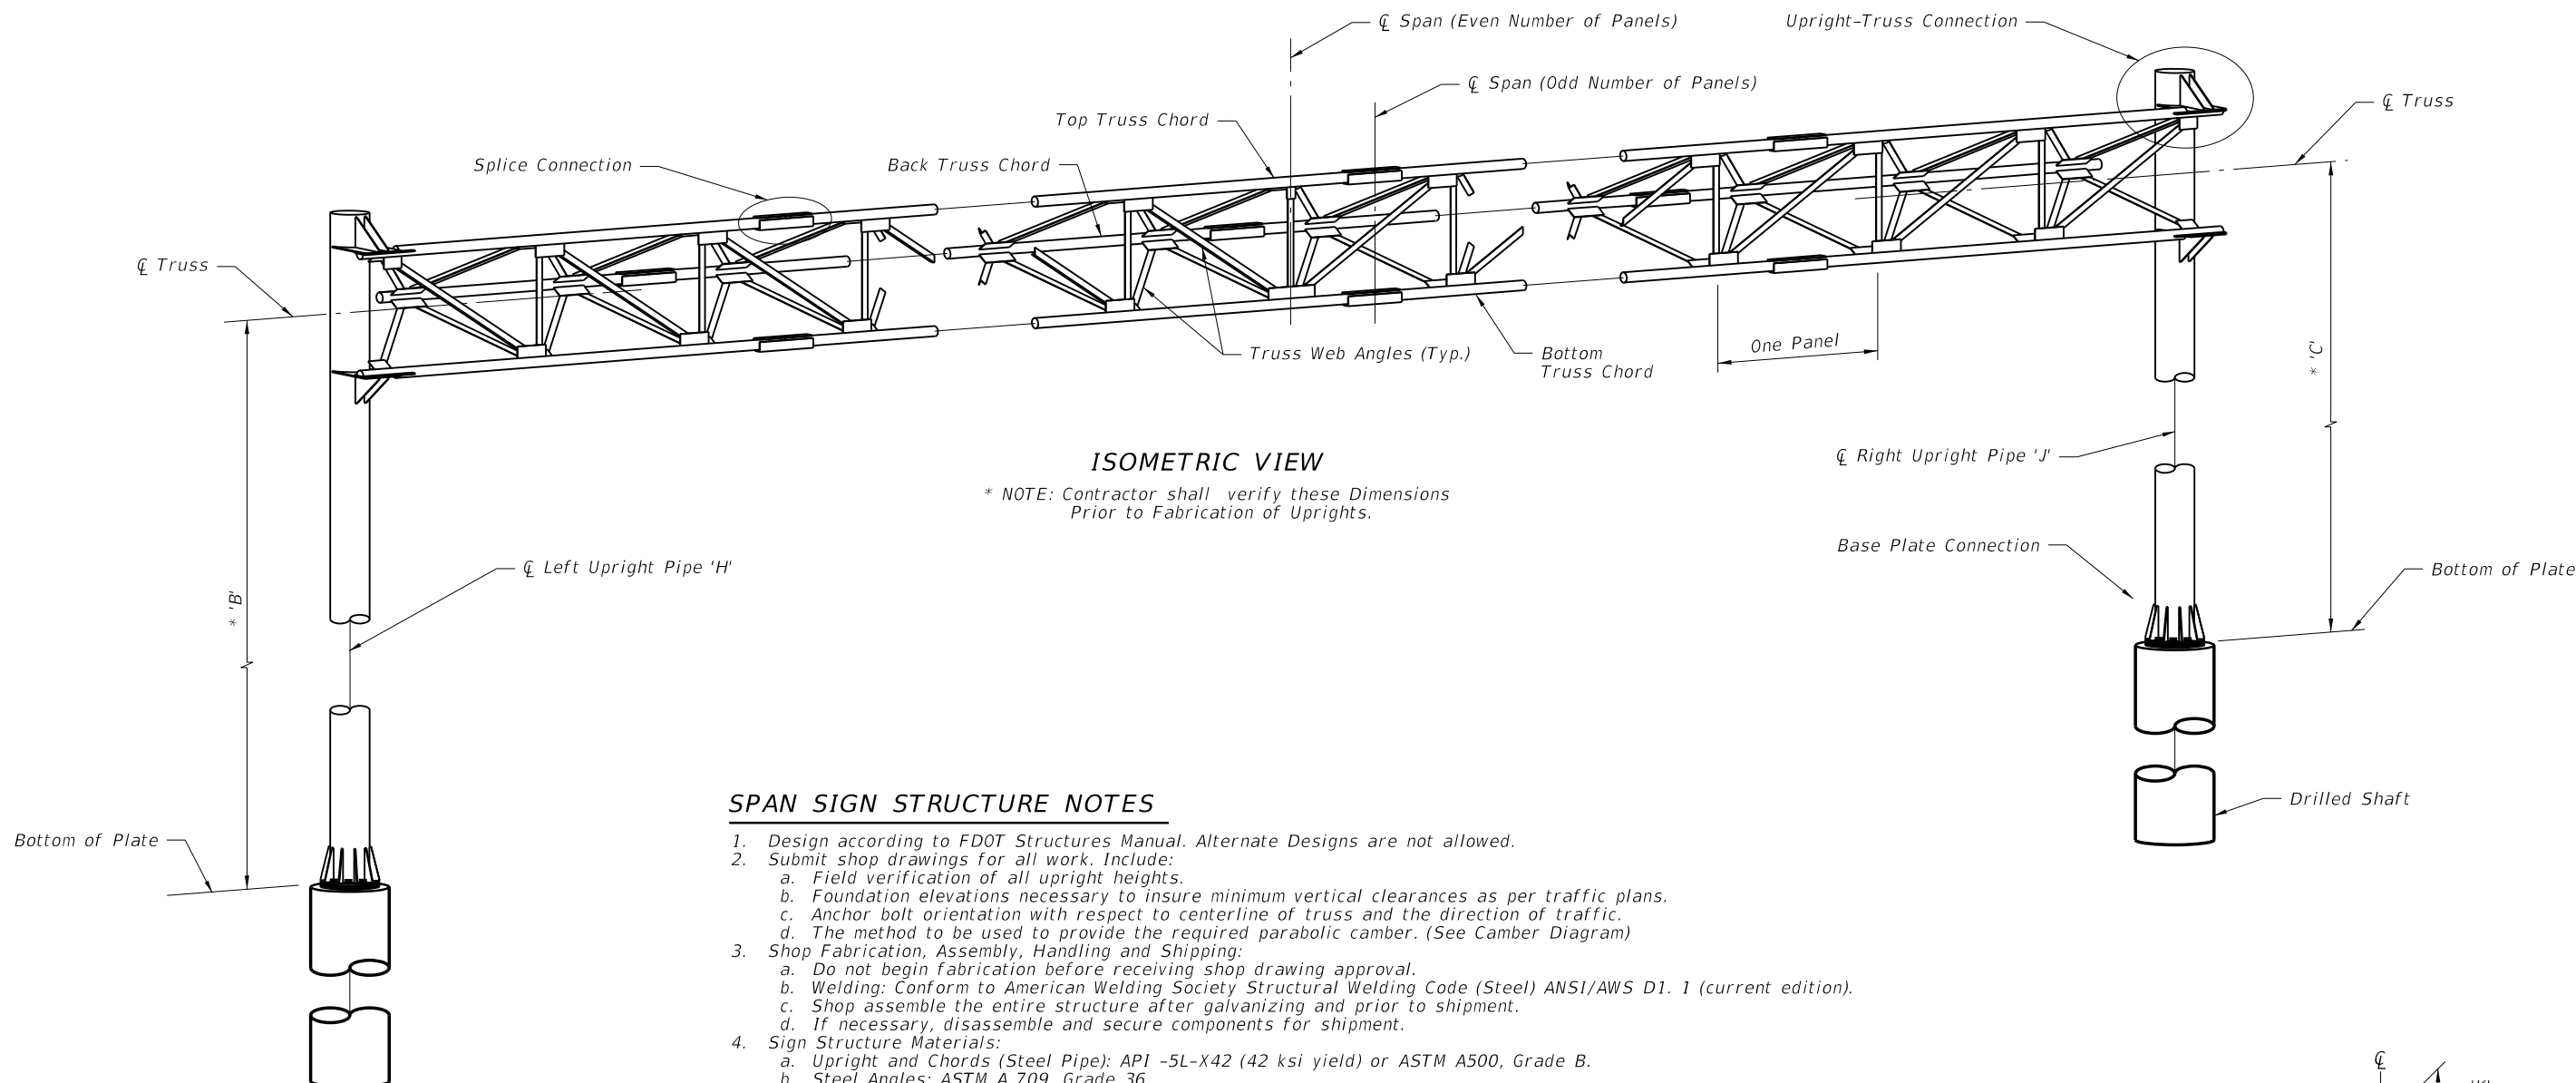 ℄ Span (Even Number of Panels)
Upright-Truss Connection
℄ Span (Odd Number of Panels)
℄ Truss
Top Truss Chord
Splice Connection
Back Truss Chord
℄ Truss
Truss Web Angles (Typ.)
Bottom
Truss Chord
One Panel
* 'C'
ISOMETRIC VIEW
* NOTE: Contractor shall verify these Dimensions
Prior to Fabrication of Uprights.
℄ Right Upright Pipe 'J'
Base Plate Connection
Bottom of Plate
℄ Left Upright Pipe 'H'
* 'B'
Drilled Shaft
Bottom of Plate
SPAN SIGN STRUCTURE NOTES
1. Design according to FDOT Structures Manual. Alternate Designs are not allowed.
2. Submit shop drawings for all work. Include:
a. Field verification of all upright heights.
b. Foundation elevations necessary to insure minimum vertical clearances as per traffic plans.
c. Anchor bolt orientation with respect to centerline of truss and the direction of traffic.
d. The method to be used to provide the required parabolic camber. (See Camber Diagram)
3. Shop Fabrication, Assembly, Handling and Shipping:
a. Do not begin fabrication before receiving shop drawing approval.
b. Welding: Conform to American Welding Society Structural Welding Code (Steel) ANSI/AWS D1. 1 (current edition).
c. Shop assemble the entire structure after galvanizing and prior to shipment.
d. If necessary, disassemble and secure components for shipment.
4. Sign Structure Materials:
a. Upright and Chords (Steel Pipe): API -5L-X42 (42 ksi yield) or ASTM A500, Grade B.
b. Steel Angles: ASTM A 709, Grade 36
℄